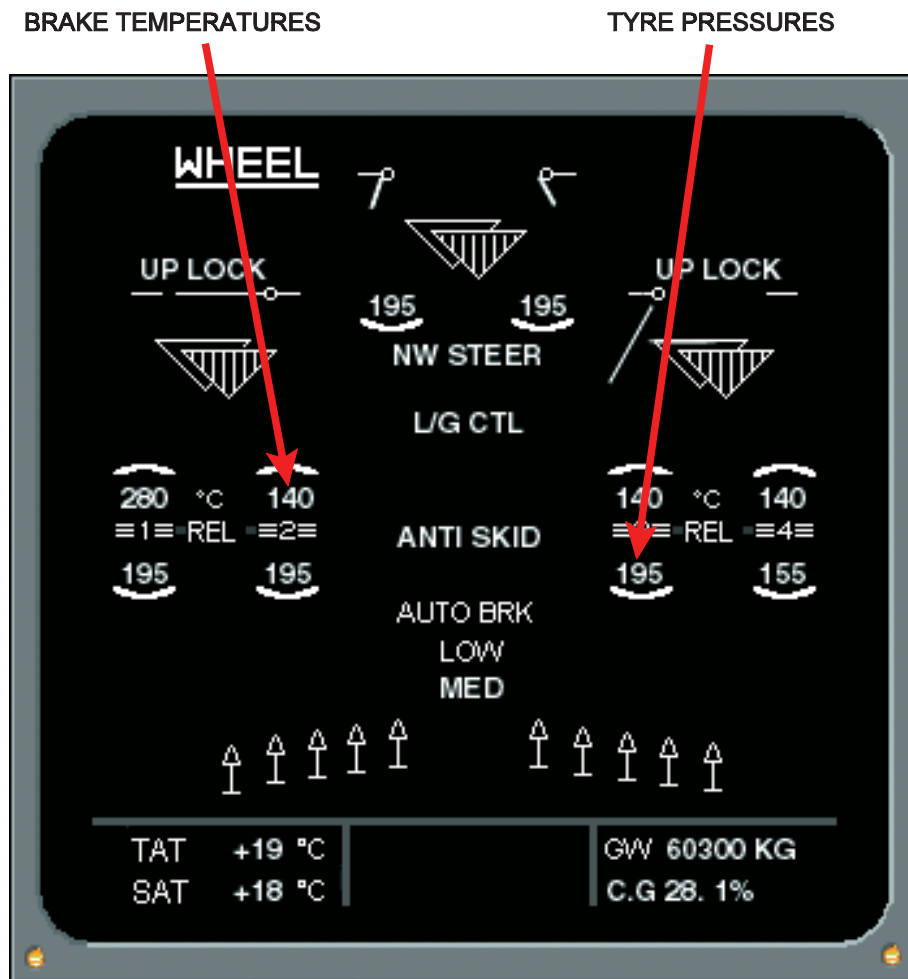 BRAKE TEMPERATURES TYRE PRESSURES
WHEEL
UP LOCK UP LOCK
195 195
NW STEER
L/G CTL
280 °C 140 140 °C 140
1 REL 2 REL 4
ANTI SKID
195 195 195 155
AUTO BRK
LOW
MED
TAT +19 °C GW 60300 KG
SAT +18 °C C.G 28. 1%